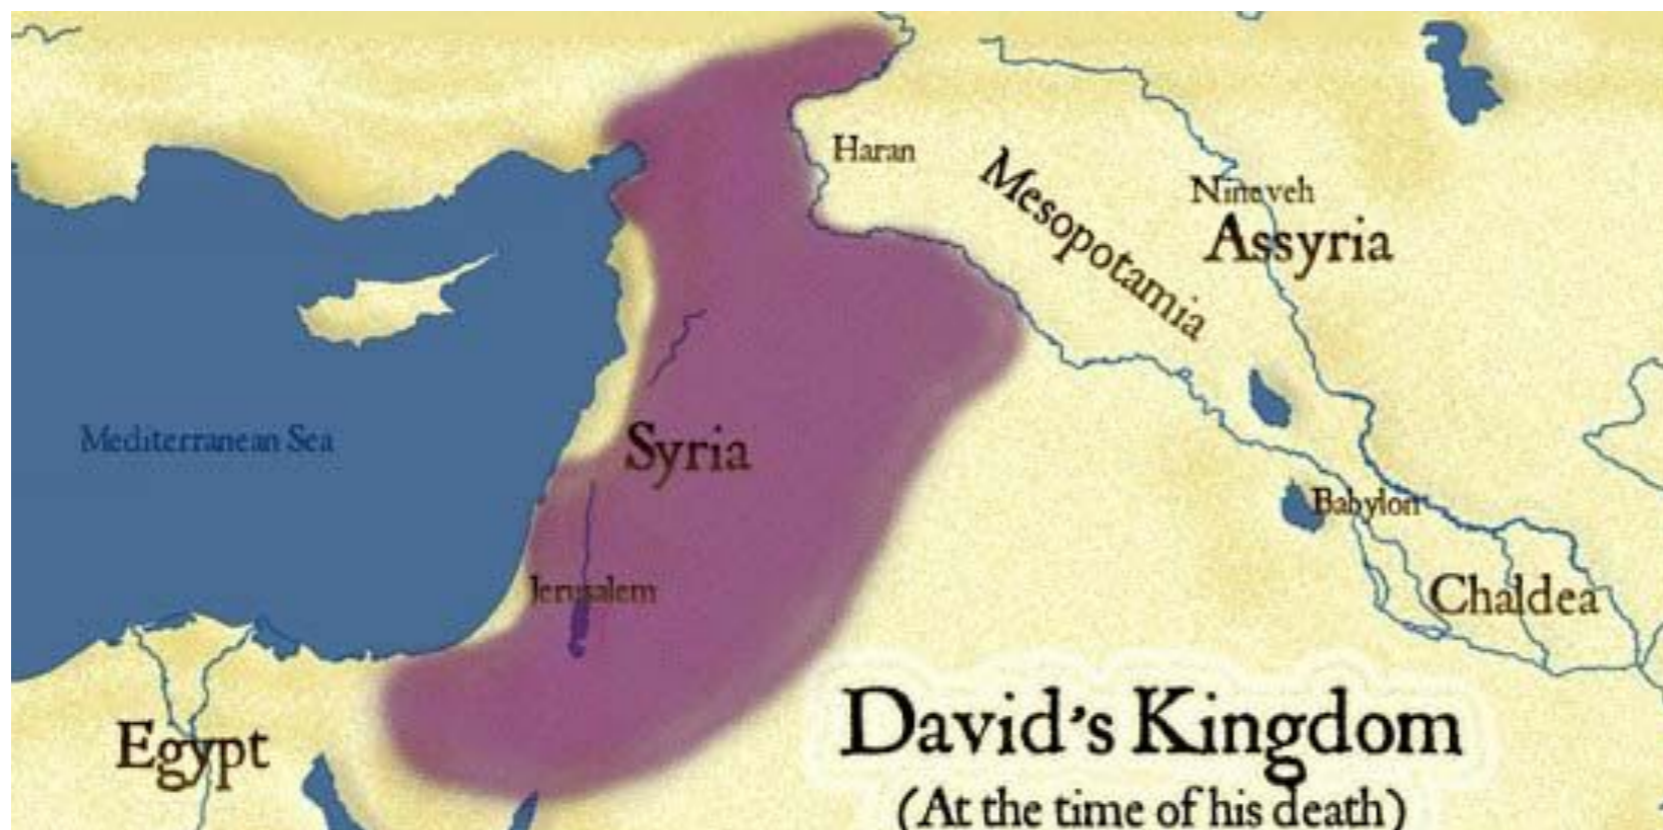 Haran
Mesopotamia
Nineveh
Assyria
Mediterranean Sea
Syria
Babylon
Jerusalem
Chaldea
Egypt
David's Kingdom
(At the time of his death)